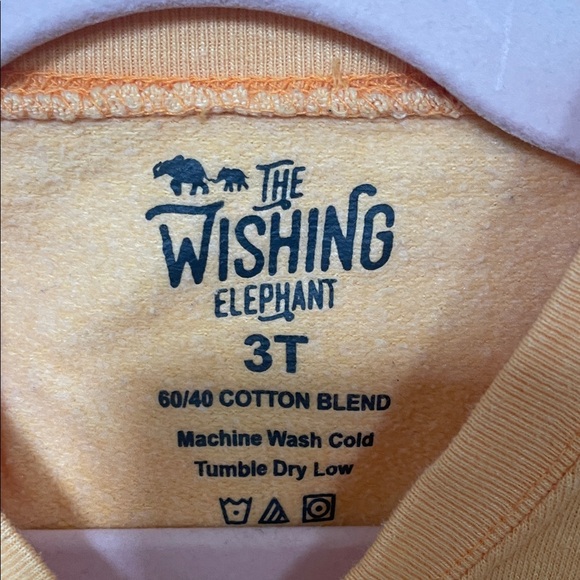 THE
WISHING
ELEPHANT
3T
60/40 COTTON BLEND
Machine Wash Cold
Tumble Dry Low